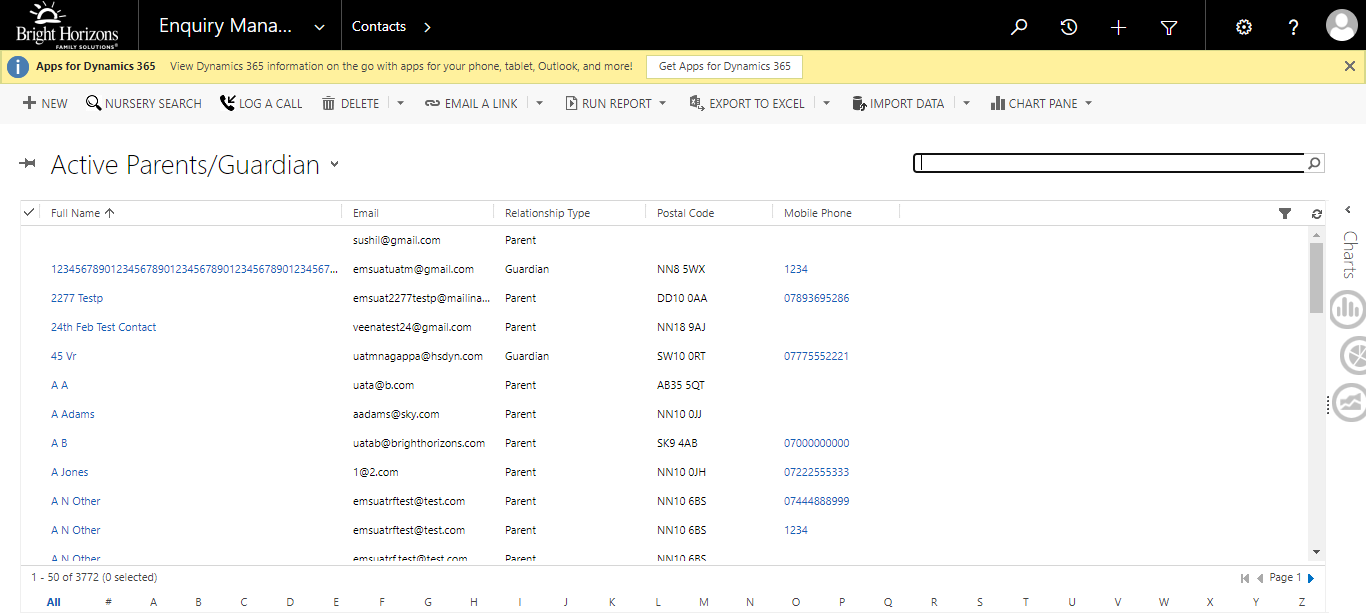 Bright Horizons
FAMILY SOLUTIONS
Enquiry Mana...
Contacts
Apps for Dynamics 365 View Dynamics 365 information on the go with apps for your phone, tablet, Outlook, and more! Get Apps for Dynamics 365
NEW NURSERY SEARCH LOG A CALL DELETE EMAIL A LINK RUN REPORT EXPORT TO EXCEL IMPORT DATA CHART PANE
Active Parents/Guardian
Full Name Email Relationship Type Postal Code Mobile Phone
sushil@gmail.com Parent
12345678901234567890123456789012345678901234567... emsuatuatm@gmail.com Guardian NN8 5WX 1234
2277 Testp emsuat2277testp@mailina... Parent DD10 0AA 07893695286
24th Feb Test Contact veenatest24@gmail.com Parent NN18 9AJ
45 Vr uatmnagappa@hsdyn.com Guardian SW10 0RT 07775552221
A A uata@b.com Parent AB35 5QT
A Adams aadams@sky.com Parent NN10 0JJ
A B uatab@brighthorizons.com Parent SK9 4AB 07000000000
A Jones 1@2.com Parent NN10 0JH 07222555333
A N Other emsuatrftest@test.com Parent NN10 6BS 07444888999
A N Other emsuatrftest@test.com Parent NN10 6BS 1234
A N Other emsuatrf.test@test.com Parent NN10 6BS
Charts
1 - 50 of 3772 (0 selected) Page 1
All # A B C D E F G H I J K L M N O P Q R S T U V W X Y Z